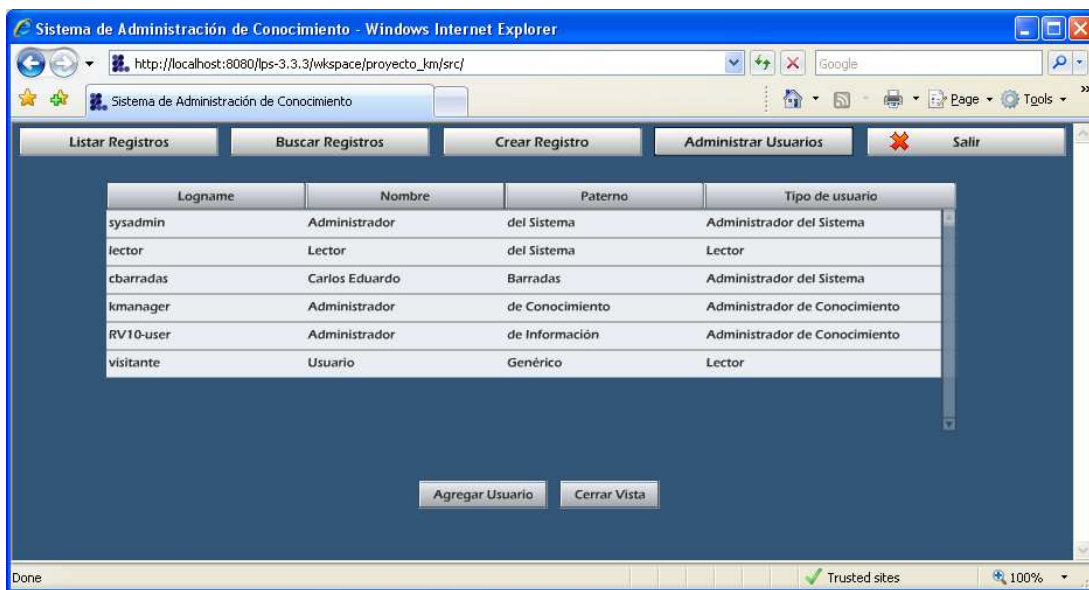 Sistema de Administración de Conocimiento - Windows Internet Explorer
http://localhost:8080/lps-3.3.3/wkspace/proyecto_km/src/ Google
Sistema de Administración de Conocimiento Page Tools »
Listar Registros Buscar Registros Crear Registro Administrar Usuarios Salir
Logname Nombre Paterno Tipo de usuario
sysadmin Administrador del Sistema Administrador del Sistema
lector Lector del Sistema Lector
cbarradas Carlos Eduardo Barradas Administrador del Sistema
kmanager Administrador de Conocimiento Administrador de Conocimiento
RV10-user Administrador de Información Administrador de Conocimiento
visitante Usuario Genérico Lector
Agregar Usuario Cerrar Vista
Done Trusted sites 100%